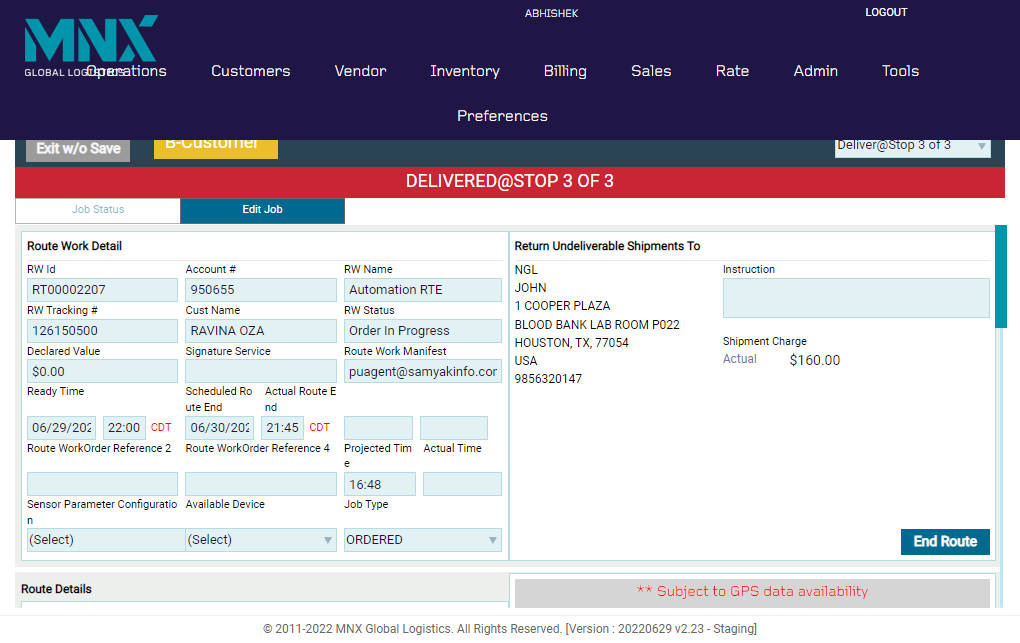 ABHISHEK
LOGOUT
MNX
GLOBAL LOGISTICS
Operations Customers Vendor Inventory Billing Sales Rate Admin Tools
Preferences
Exit w/o Save
B-Customer
Deliver@Stop 3 of 3
DELIVERED@STOP 3 OF 3
Job Status
Edit Job
Route Work Detail
RW Id Account # RW Name
RT00002207 950655 Automation RTE
RW Tracking # Cust Name RW Status
126150500 RAVINA OZA Order In Progress
Declared Value Signature Service Route Work Manifest
$0.00 puagent@samyakinfo.cor
Ready Time Scheduled Ro Actual Route E
ute End nd
06/29/202 22:00 CDT 06/30/202 21:45 CDT
Route WorkOrder Reference 2 Route WorkOrder Reference 4 Projected Tim Actual Time
e
16:48
Sensor Parameter Configuratio Available Device Job Type
n
(Select) (Select) ORDERED
Return Undeliverable Shipments To
NGL
JOHN
1 COOPER PLAZA
BLOOD BANK LAB ROOM P022
HOUSTON, TX, 77054
USA
9856320147
Instruction
Shipment Charge
Actual $160.00
End Route
Route Details
** Subject to GPS data availability
© 2011-2022 MNX Global Logistics. All Rights Reserved. [Version : 20220629 v2.23 - Staging]